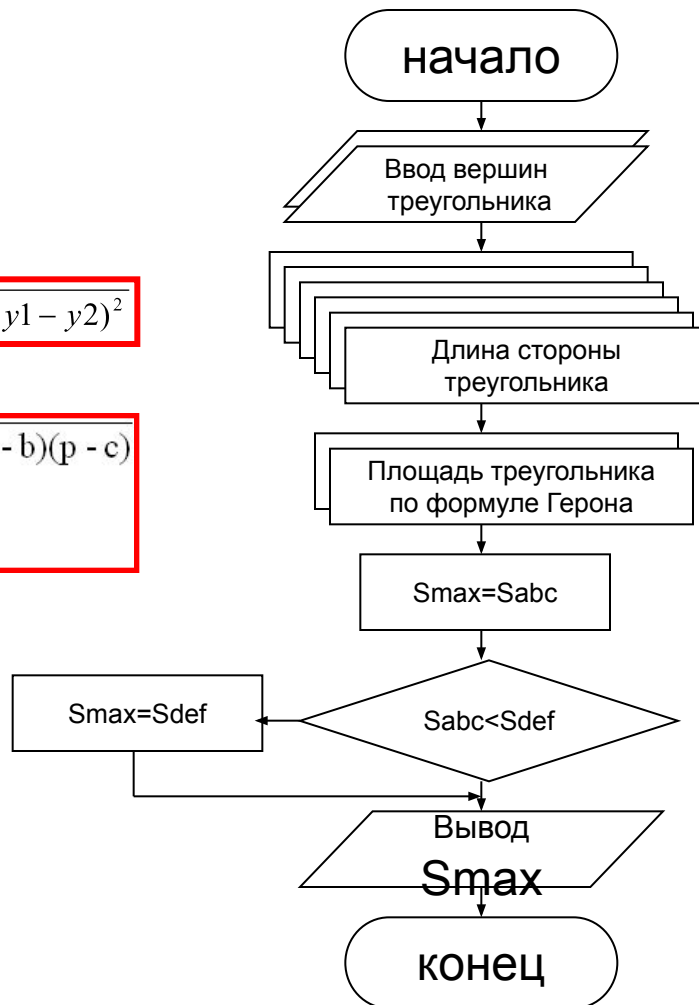 начало
Ввод вершин
треугольника
y1 − y2)²
Длина стороны
треугольника
- b)(p - c)
Площадь треугольника
по формуле Герона
Smax=Sabc
Smax=Sdef
Sabc<Sdef
Вывод
Smax
конец